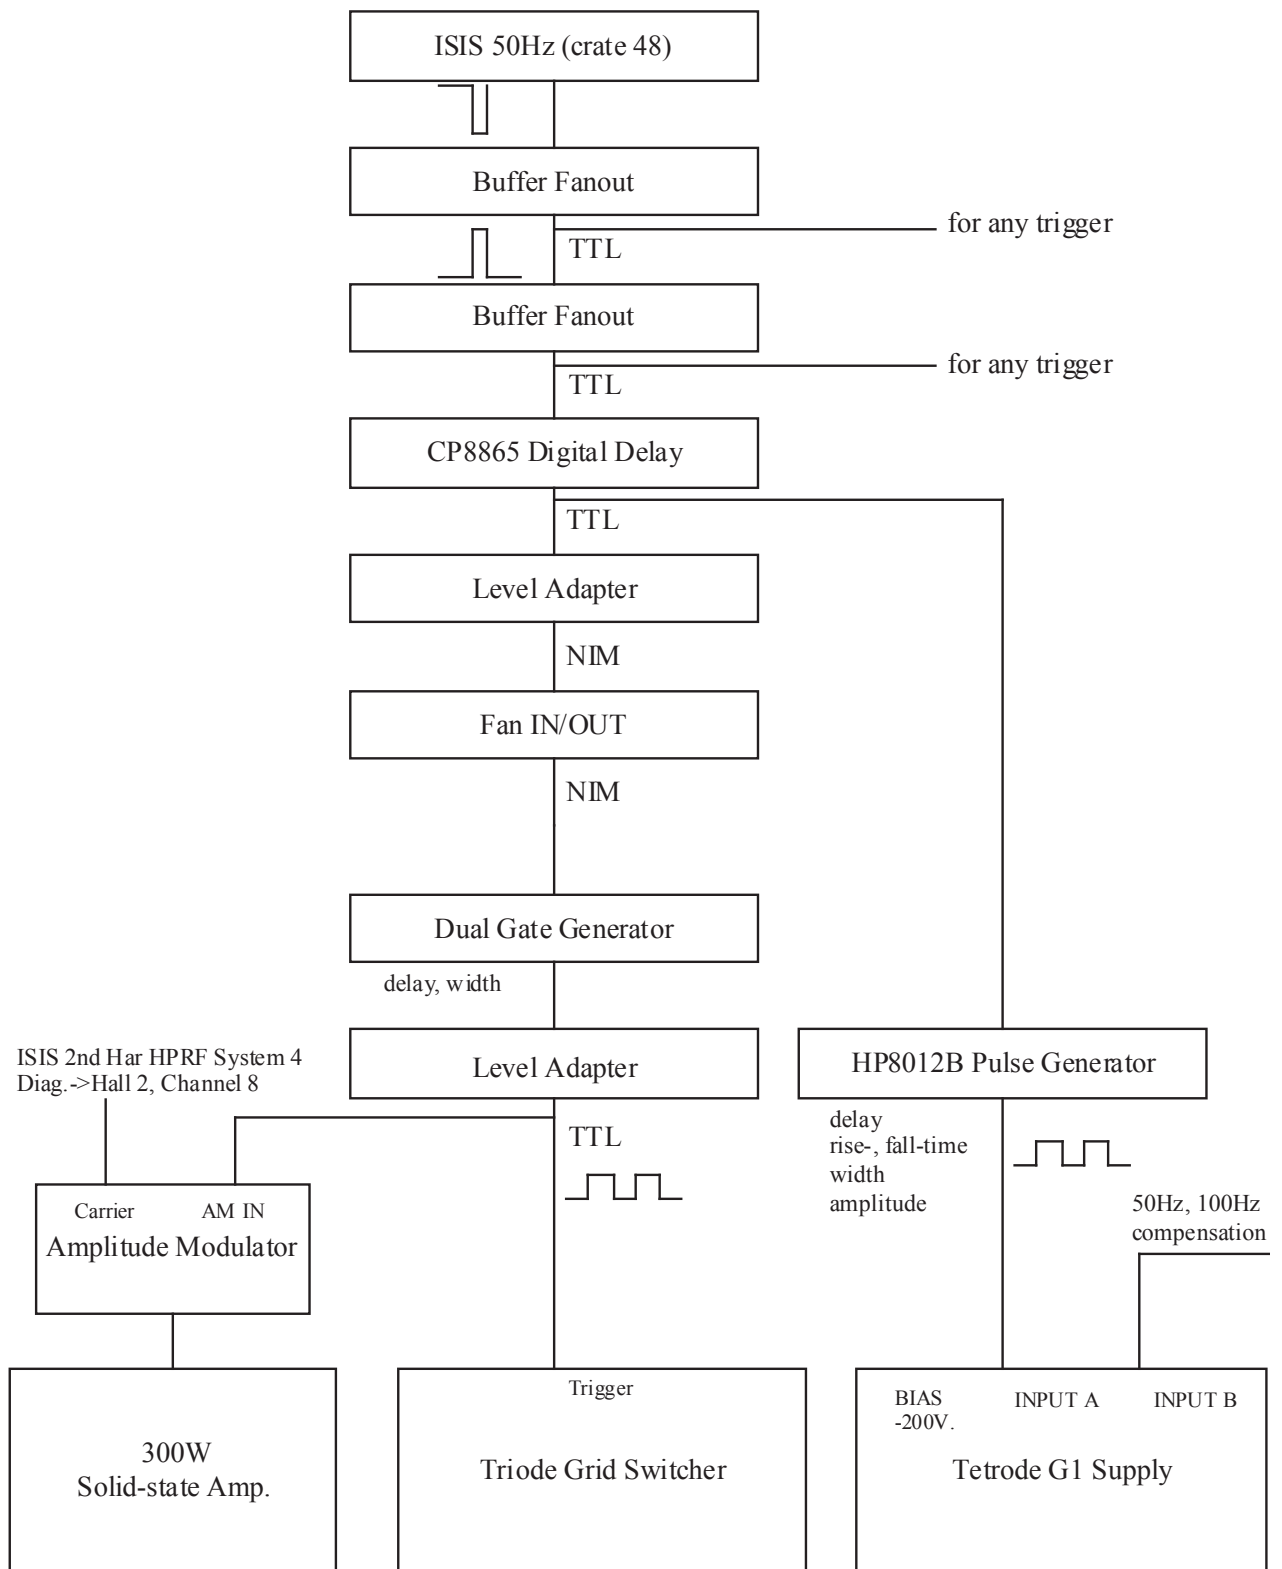 ISIS 50Hz (crate 48)
Buffer Fanout
for any trigger
TTL
Buffer Fanout
for any trigger
TTL
CP8865 Digital Delay
TTL
Level Adapter
NIM
Fan IN/OUT
NIM
Dual Gate Generator
delay, width
ISIS 2nd Har HPRF System 4
Diag.->Hall 2, Channel 8
Level Adapter
HP8012B Pulse Generator
TTL
delay
rise-, fall-time
width
amplitude
50Hz, 100Hz
compensation
Carrier
AM IN
Amplitude Modulator
300W
Solid-state Amp.
Trigger
Triode Grid Switcher
BIAS
-200V.
INPUT A
INPUT B
Tetrode G1 Supply